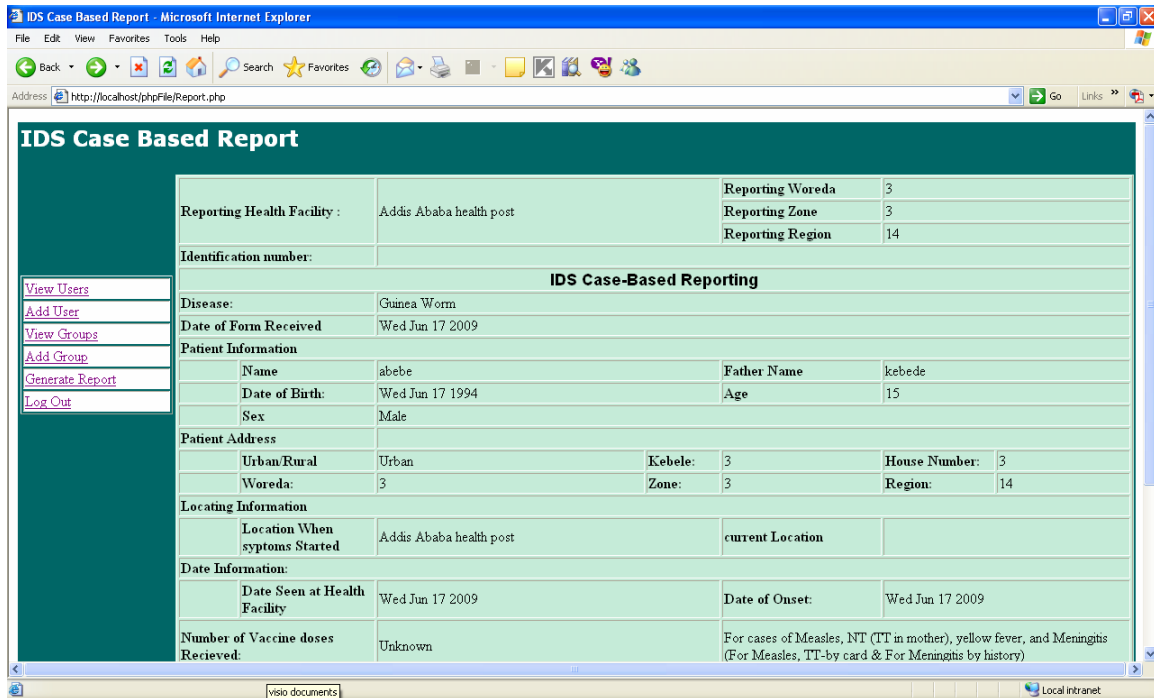 IDS Case Based Report - Microsoft Internet Explorer
File Edit View Favorites Tools Help
Back Search Favorites
Address http://localhost/phpFile/Report.php Go Links »
IDS Case Based Report
View Users
Add User
View Groups
Add Group
Generate Report
Log Out
Reporting Health Facility : Addis Ababa health post
Reporting Woreda 3
Reporting Zone 3
Reporting Region 14
Identification number:
IDS Case-Based Reporting
Disease: Guinea Worm
Date of Form Received Wed Jun 17 2009
Patient Information
Name abebe Father Name kebede
Date of Birth: Wed Jun 17 1994 Age 15
Sex Male
Patient Address
Urban/Rural Urban Kebele: 3 House Number: 3
Woreda: 3 Zone: 3 Region: 14
Locating Information
Location When
syptoms Started Addis Ababa health post current Location
Date Information:
Date Seen at Health
Facility Wed Jun 17 2009 Date of Onset: Wed Jun 17 2009
Number of Vaccine doses
Recieved: Unknown
For cases of Measles, NT (TT in mother), yellow fever, and Meningitis
(For Measles, TT-by card & For Meningitis by history)
visio documents
Local intranet